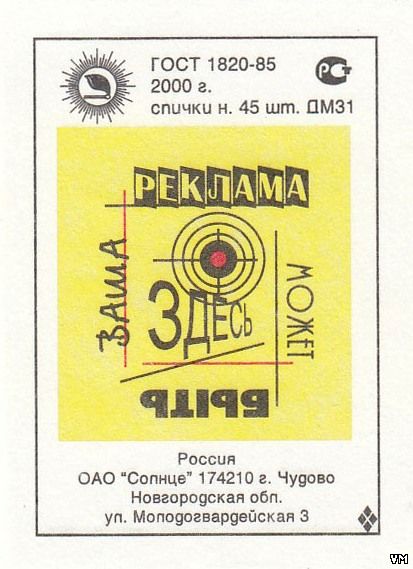 ГОСТ 1820-85
2000 г.
спички н. 45 шт. ДМ31
РСТ
РЕКЛАМА
ВАША
ЗДЕСЬ
МОЖЕТ
БЫТЬ
Россия
ОАО “Солнце” 174210 г. Чудово
Новгородская обл.
ул. Молодогвардейская 3
VM